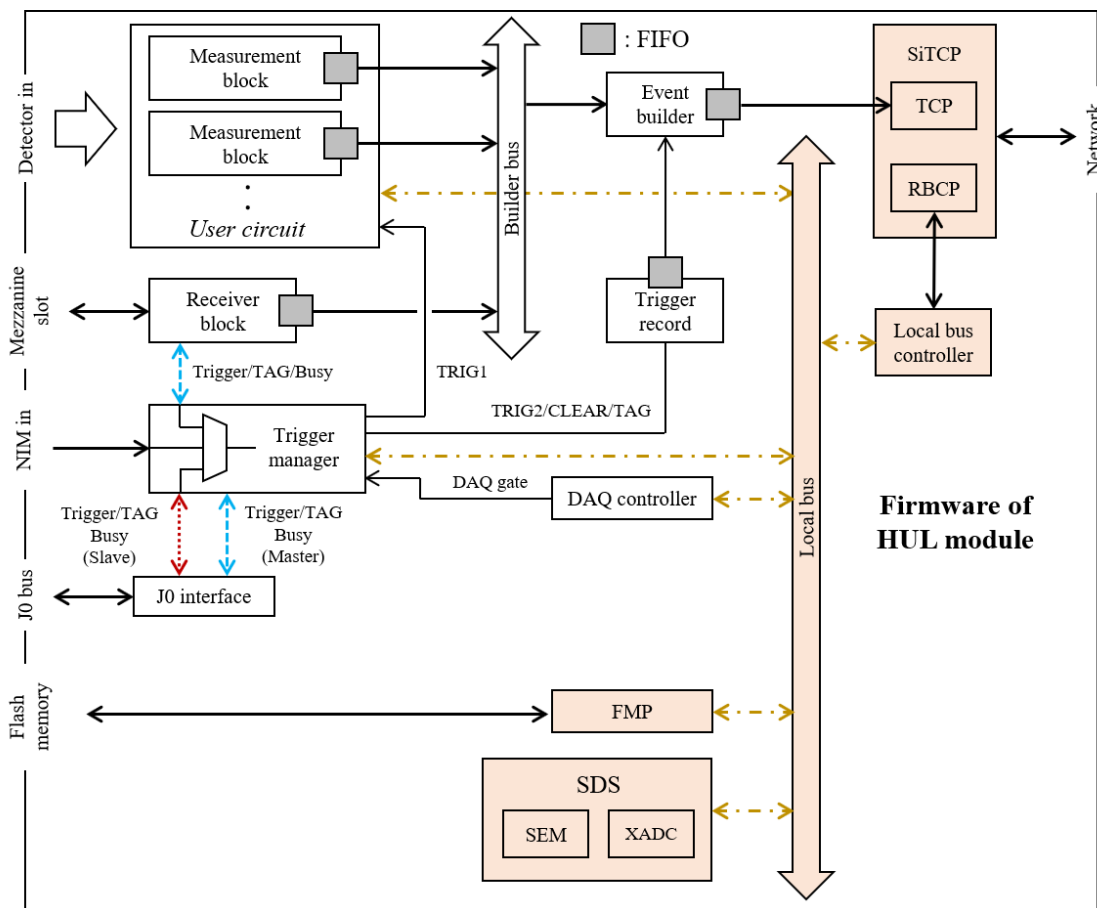 Detector in
Measurement
block
Measurement
block
:
User circuit
Builder bus
: FIFO
Event
builder
SiTCP
TCP
RBCP
Network
Mezzanine
slot
Receiver
block
Trigger
record
Local bus
controller
Trigger/TAG/Busy
TRIG1
TRIG2/CLEAR/TAG
NIM in
Trigger
manager
DAQ gate
DAQ controller
Local bus
Firmware of
HUL module
Trigger/TAG
Busy
(Slave)
Trigger/TAG
Busy
(Master)
J0 bus
J0 interface
Flash
memory
FMP
SDS
SEM
XADC